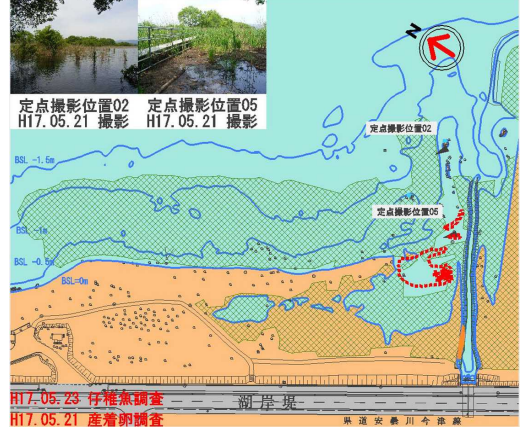 定点撮影位置02
H17.05.21 撮影
定点撮影位置05
H17.05.21 撮影
N
定点撮影位置02
BSL -1.5m
定点撮影位置05
BSL -1m
BSL -0.5m
BSL=0m
H17.05.23 仔稚魚調査
湖岸堤
H17.05.21 産着卵調査
県道安曇川今津線